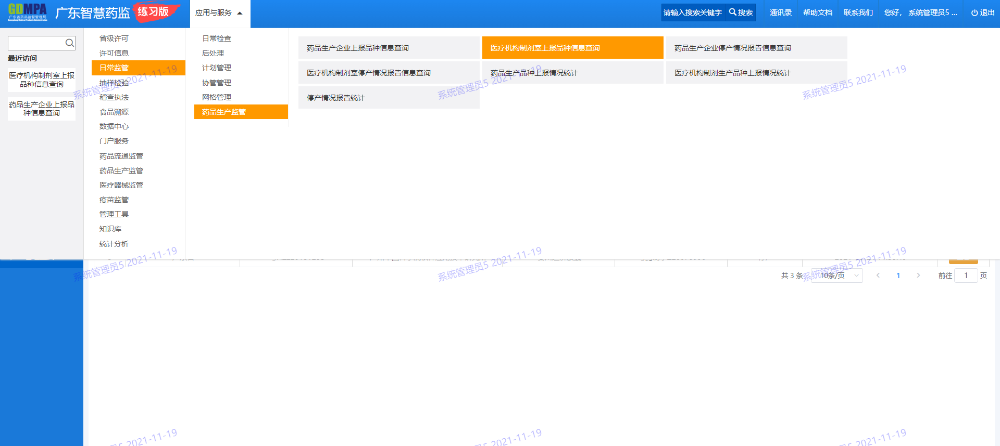 GDMPA
广东省药品监督管理局
Guangdong Medical Products Administration
广东智慧药监
练习版
应用与服务
请输入搜索关键字
搜索
通讯录
帮助文档
联系我们
您好， 系统管理员5 ...
退出
最近访问
医疗机构制剂室上报
品种信息查询
药品生产企业上报品
种信息查询
省级许可
许可信息
日常监管
抽样检验
稽查执法
食品溯源
数据中心
门户服务
药品流通监管
药品生产监管
医疗器械监管
疫苗监管
管理工具
知识库
统计分析
日常检查
后处理
计划管理
协管管理
网格管理
药品生产监管
药品生产企业上报品种信息查询
医疗机构制剂室上报品种信息查询
药品生产企业停产情况报告信息查询
医疗机构制剂室停产情况报告信息查询
药品生产品种上报情况统计
医疗机构制剂生产品种上报情况统计
停产情况报告统计
系统管理员5 2021-11-19
系统管理员5 2021-11-19
系统管理员5 2021-11-19
系统管理员5 2021-11-19
系统管理员5 2021-11-19
系统管理员5 2021-11-19
共 3 条
10条/页
1
前往
1
页
5 2021-11-19
5 2021-11-19
5 2021-11-19